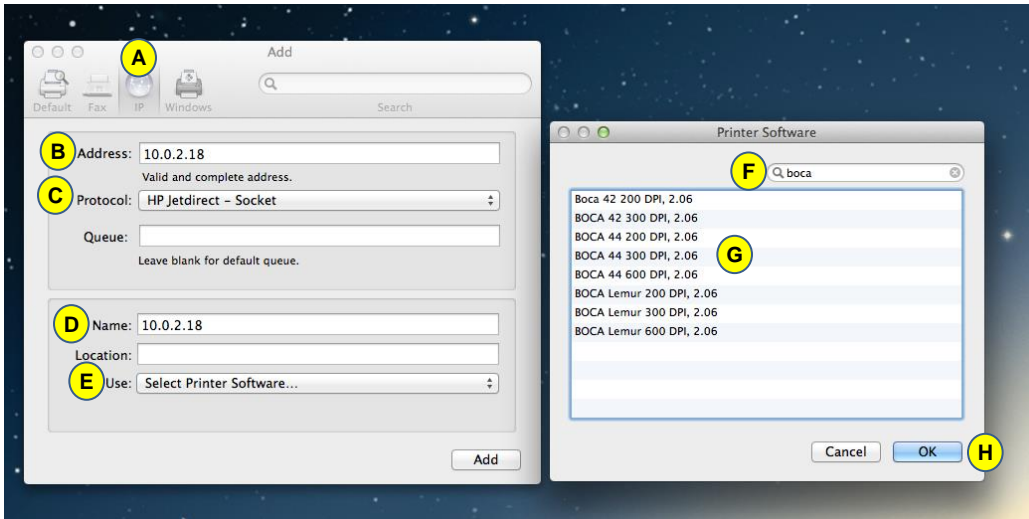 Add
A
Default Fax IP Windows
Search
B Address: 10.0.2.18
Valid and complete address.
C Protocol: HP Jetdirect – Socket
Queue:
Leave blank for default queue.
D Name: 10.0.2.18
Location:
E Use: Select Printer Software...
Add
Printer Software
F boca
Boca 42 200 DPI, 2.06
BOCA 42 300 DPI, 2.06
BOCA 44 200 DPI, 2.06
BOCA 44 300 DPI, 2.06
G
BOCA 44 600 DPI, 2.06
BOCA Lemur 200 DPI, 2.06
BOCA Lemur 300 DPI, 2.06
BOCA Lemur 600 DPI, 2.06
Cancel OK H